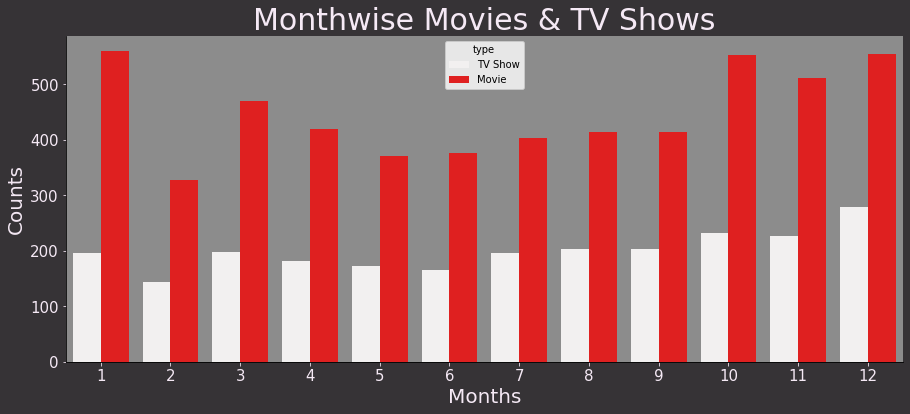 Monthwise Movies & TV Shows
type
TV Show
Movie
500
400
300
200
100
0
Counts
1 2 3 4 5 6 7 8 9 10 11 12
Months